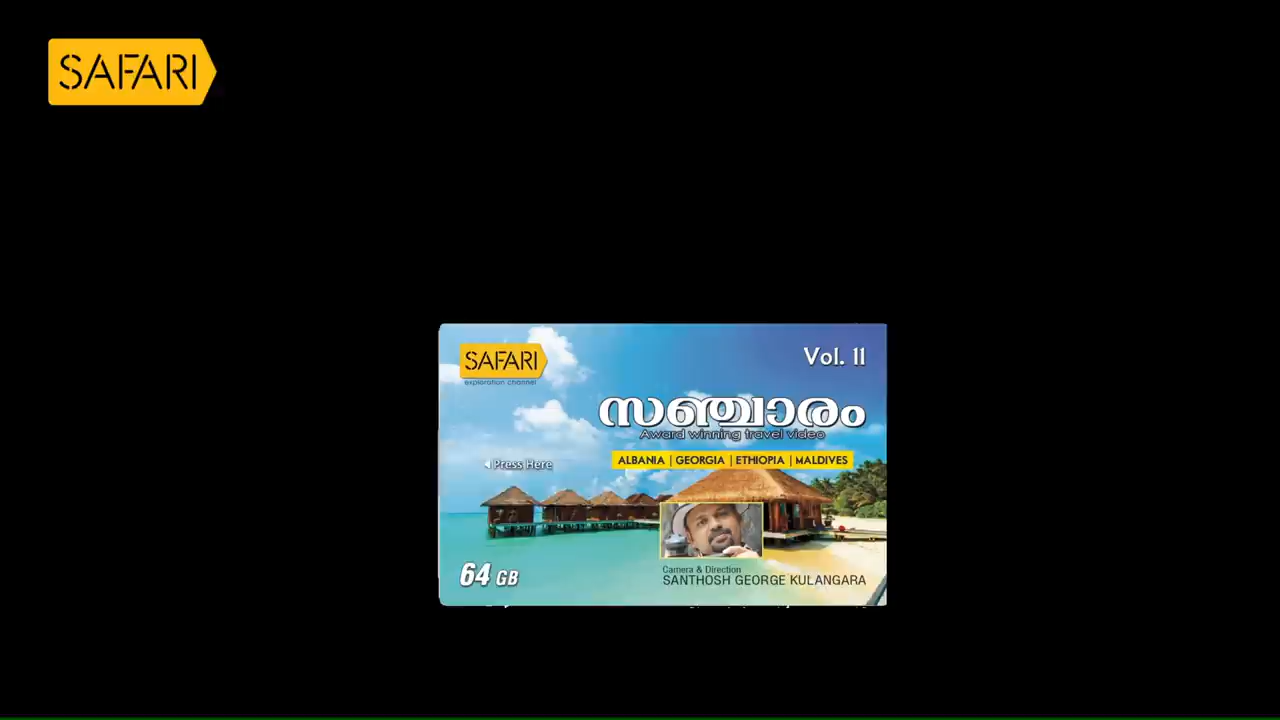 SAFARI
SAFARI
exploration channel
Vol. 11
സഞ്ചാരം
Award winning travel video
ALBANIA | GEORGIA | ETHIOPIA | MALDIVES
Press Here
64 GB
Camera & Direction
SANTHOSH GEORGE KULANGARA